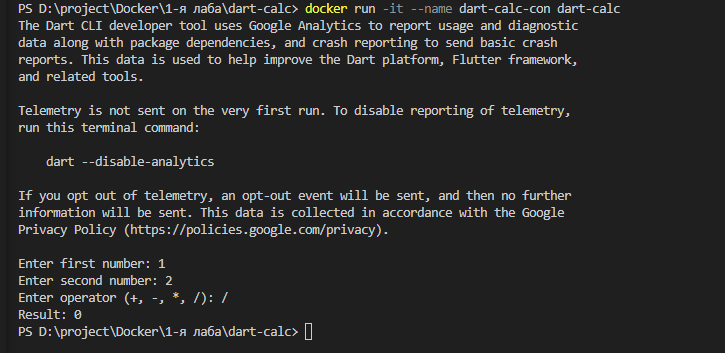 PS D:\project\Docker\1-я лаба\dart-calc> docker run -it --name dart-calc-con dart-calc
The Dart CLI developer tool uses Google Analytics to report usage and diagnostic
data along with package dependencies, and crash reporting to send basic crash
reports. This data is used to help improve the Dart platform, Flutter framework,
and related tools.

Telemetry is not sent on the very first run. To disable reporting of telemetry,
run this terminal command:

    dart --disable-analytics

If you opt out of telemetry, an opt-out event will be sent, and then no further
information will be sent. This data is collected in accordance with the Google
Privacy Policy (https://policies.google.com/privacy).

Enter first number: 1
Enter second number: 2
Enter operator (+, -, *, /): /
Result: 0
PS D:\project\Docker\1-я лаба\dart-calc>